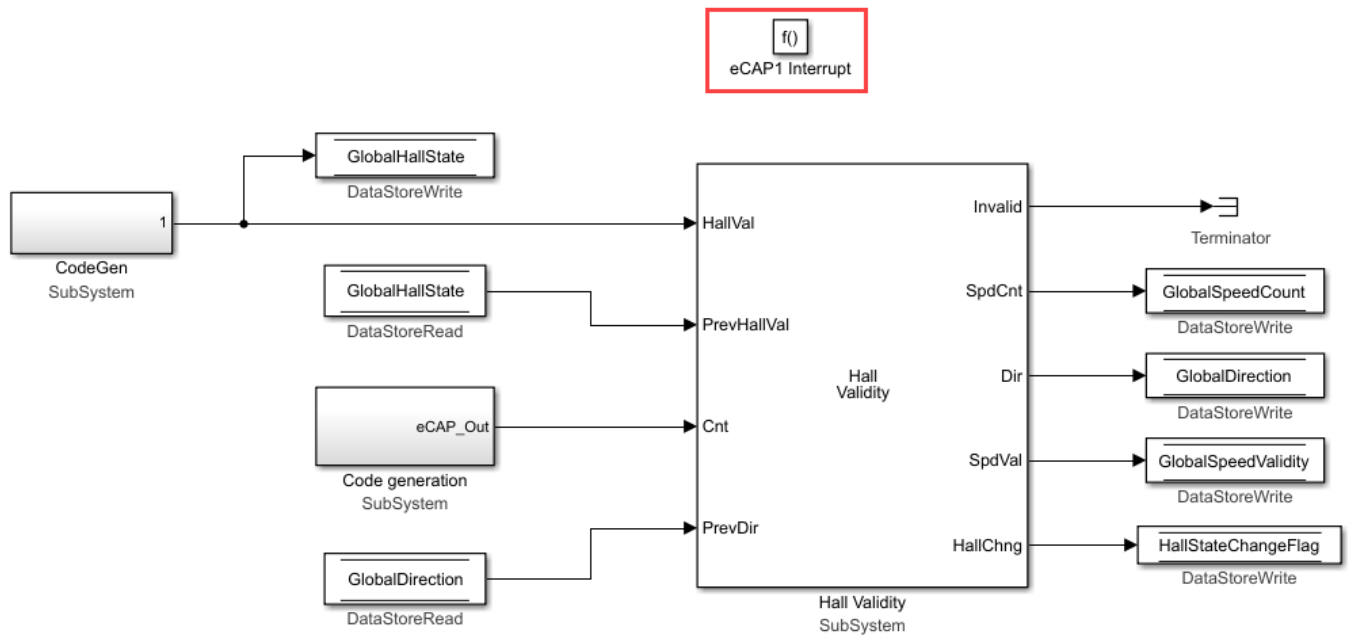 f()
eCAP1 Interrupt
GlobalHallState
DataStoreWrite
1
CodeGen
SubSystem
GlobalHallState
DataStoreRead
eCAP_Out
Code generation
SubSystem
GlobalDirection
DataStoreRead
HallVal
PrevHallVal
Cnt
PrevDir
Hall
Validity
Invalid
SpdCnt
Dir
SpdVal
HallChng
Hall Validity
SubSystem
Terminator
GlobalSpeedCount
DataStoreWrite
GlobalDirection
DataStoreWrite
GlobalSpeedValidity
DataStoreWrite
HallStateChangeFlag
DataStoreWrite